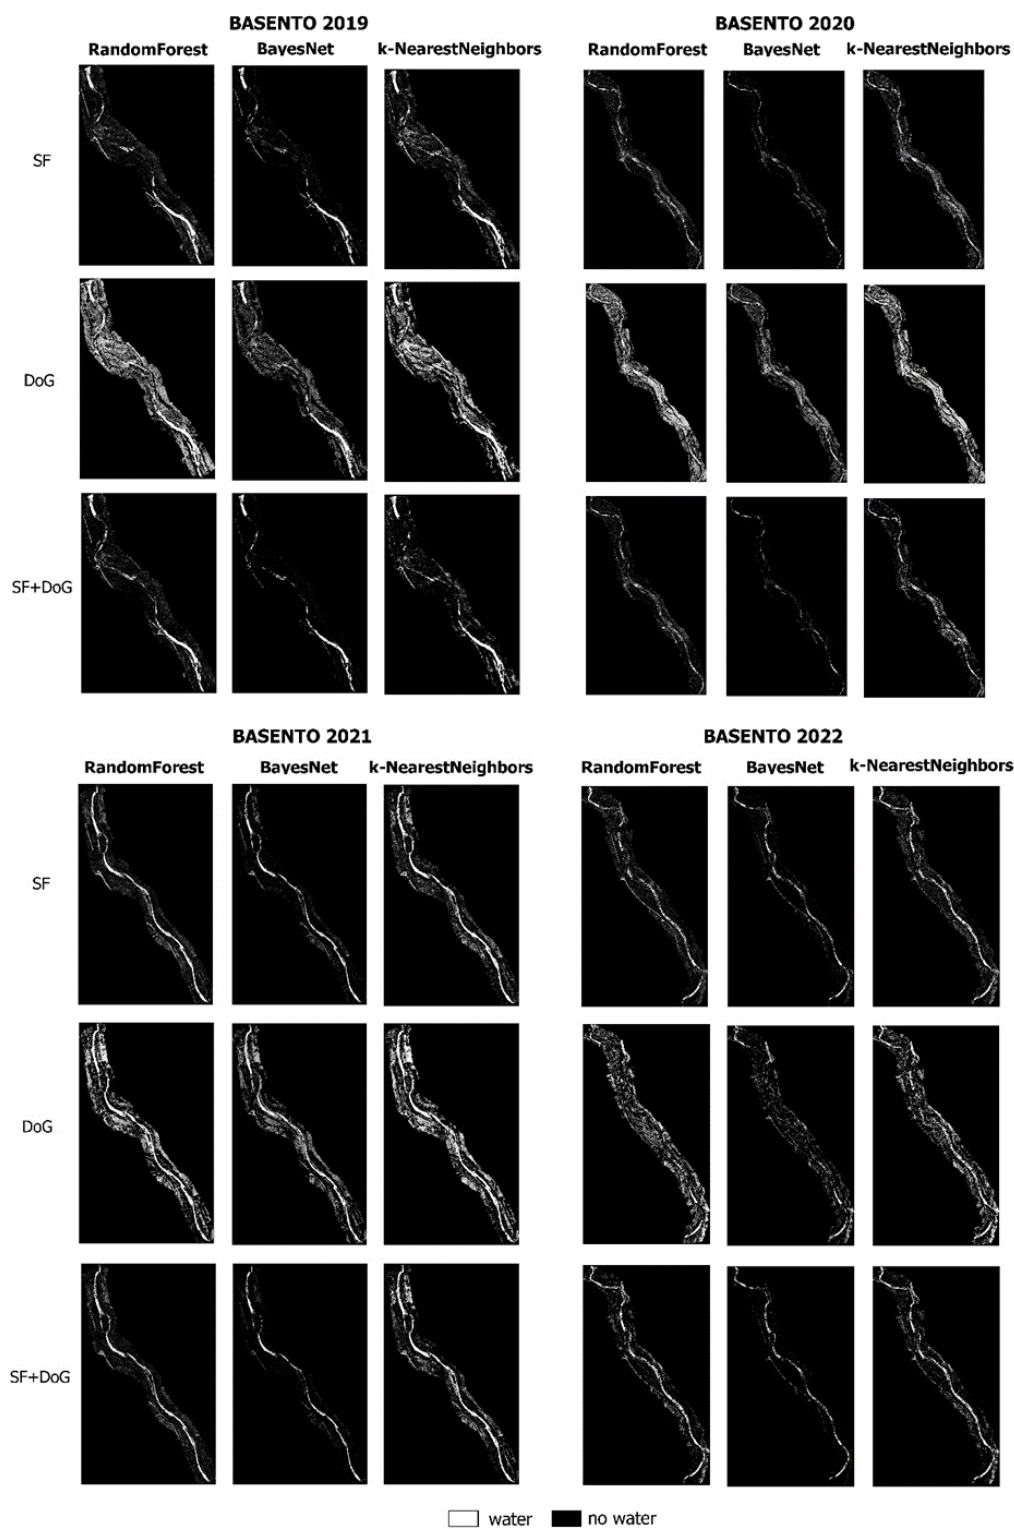 BASENTO 2019
RandomForest BayesNet k-NearestNeighbors
SF
DoG
SF+DoG
BASENTO 2020
RandomForest BayesNet k-NearestNeighbors
BASENTO 2021
RandomForest BayesNet k-NearestNeighbors
SF
DoG
SF+DoG
BASENTO 2022
RandomForest BayesNet k-NearestNeighbors
water no water